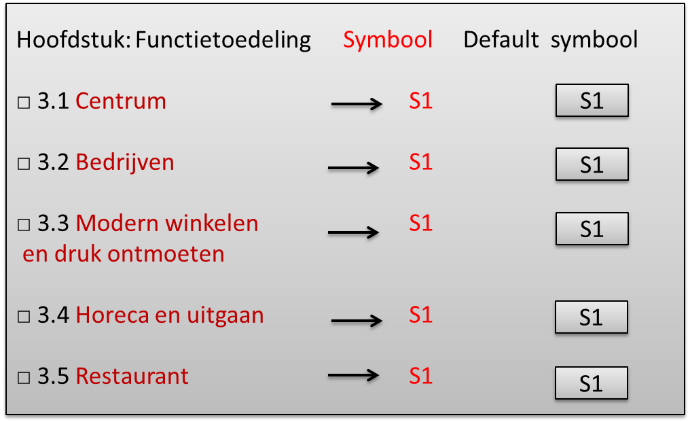 Hoofdstuk: Functietoedeling Symbool Default symbool
□ 3.1 Centrum → S1 S1
□ 3.2 Bedrijven → S1 S1
□ 3.3 Modern winkelen → S1 S1
en druk ontmoeten
□ 3.4 Horeca en uitgaan → S1 S1
□ 3.5 Restaurant → S1 S1